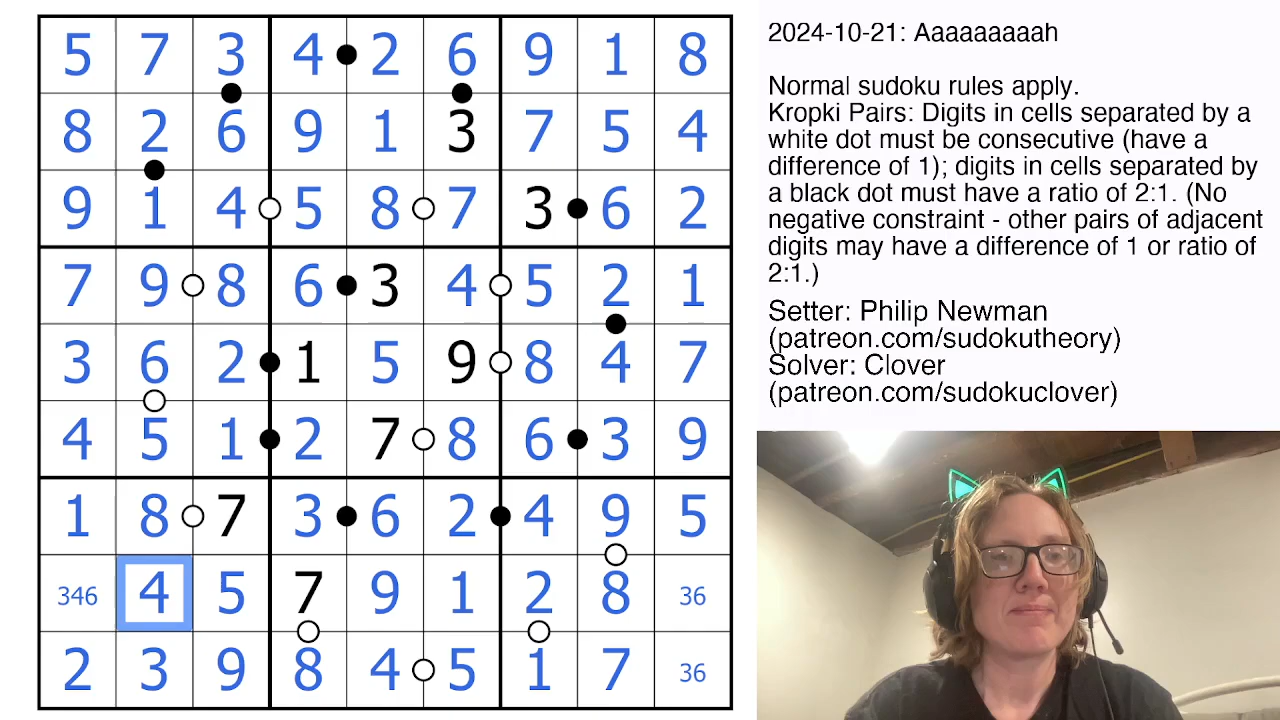 2024-10-21: Aaaaaaaaah
Normal sudoku rules apply.
Kropki Pairs: Digits in cells separated by a
white dot must be consecutive (have a
difference of 1); digits in cells separated by
a black dot must have a ratio of 2:1. (No
negative constraint - other pairs of adjacent
digits may have a difference of 1 or ratio of
2:1.)
Setter: Philip Newman
(patreon.com/sudokutheory)
Solver: Clover
(patreon.com/sudokuclover)
5 7 3 4 2 6 9 1 8
8 2 6 9 1 3 7 5 4
9 1 4 5 8 7 3 6 2
7 9 8 6 3 4 5 2 1
3 6 2 1 5 9 8 4 7
4 5 1 2 7 8 6 3 9
1 8 7 3 6 2 4 9 5
346 4 5 7 9 1 2 8 36
2 3 9 8 4 5 1 7 36